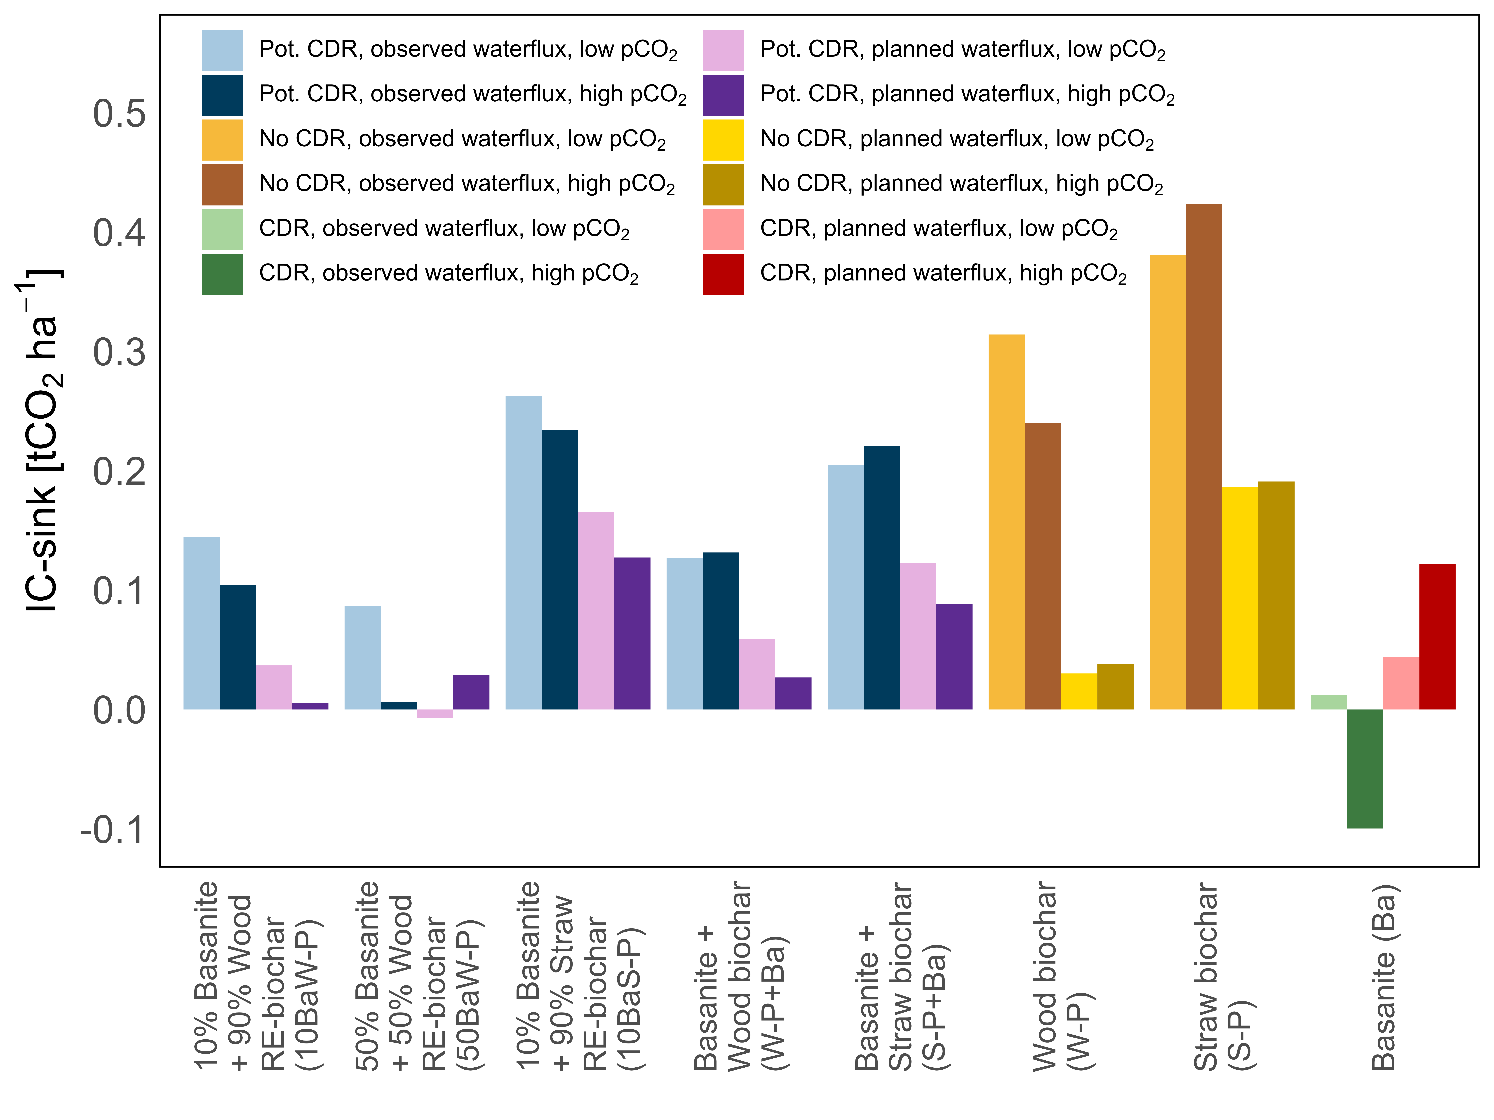 Pot. CDR, observed waterflux, low pCO₂
Pot. CDR, observed waterflux, high pCO₂
No CDR, observed waterflux, low pCO₂
No CDR, observed waterflux, high pCO₂
CDR, observed waterflux, low pCO₂
CDR, observed waterflux, high pCO₂
Pot. CDR, planned waterflux, low pCO₂
Pot. CDR, planned waterflux, high pCO₂
No CDR, planned waterflux, low pCO₂
No CDR, planned waterflux, high pCO₂
CDR, planned waterflux, low pCO₂
CDR, planned waterflux, high pCO₂
IC-sink [tCO₂ ha⁻¹]
0.5
0.4
0.3
0.2
0.1
0.0
-0.1
10% Basanite
+ 90% Wood
RE-biochar
(10BaW-P)
50% Basanite
+ 50% Wood
RE-biochar
(50BaW-P)
10% Basanite
+ 90% Straw
RE-biochar
(10BaS-P)
Basanite +
Wood biochar
(W-P+Ba)
Basanite +
Straw biochar
(S-P+Ba)
Wood biochar
(W-P)
Straw biochar
(S-P)
Basanite (Ba)